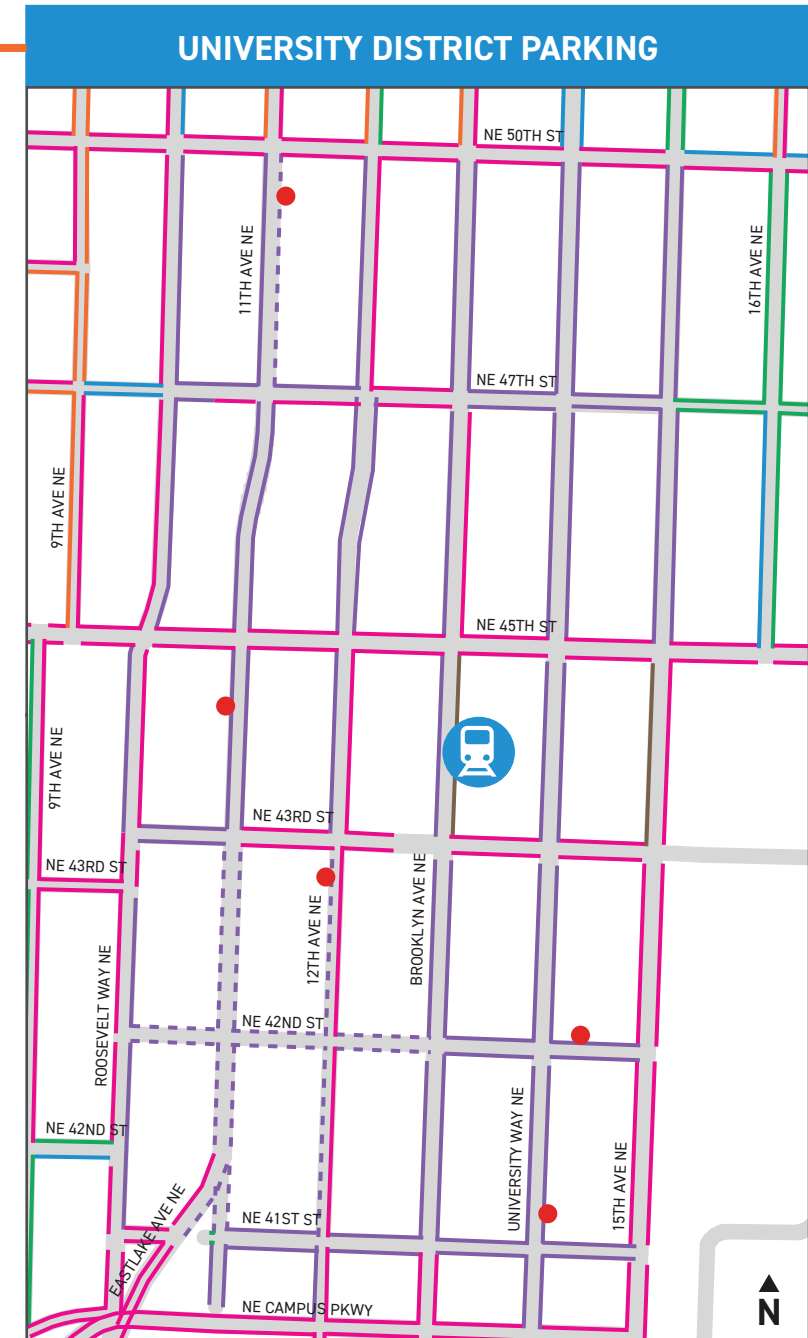 UNIVERSITY DISTRICT PARKING
NE 50TH ST
11TH AVE NE
16TH AVE NE
NE 47TH ST
9TH AVE NE
NE 45TH ST
9TH AVE NE
NE 43RD ST
NE 43RD ST
12TH AVE NE
BROOKLYN AVE NE
ROOSEVELT WAY NE
NE 42ND ST
NE 42ND ST
UNIVERSITY WAY NE
15TH AVE NE
EASTLAKE AVE NE
NE 41ST ST
NE CAMPUS PKWY
N